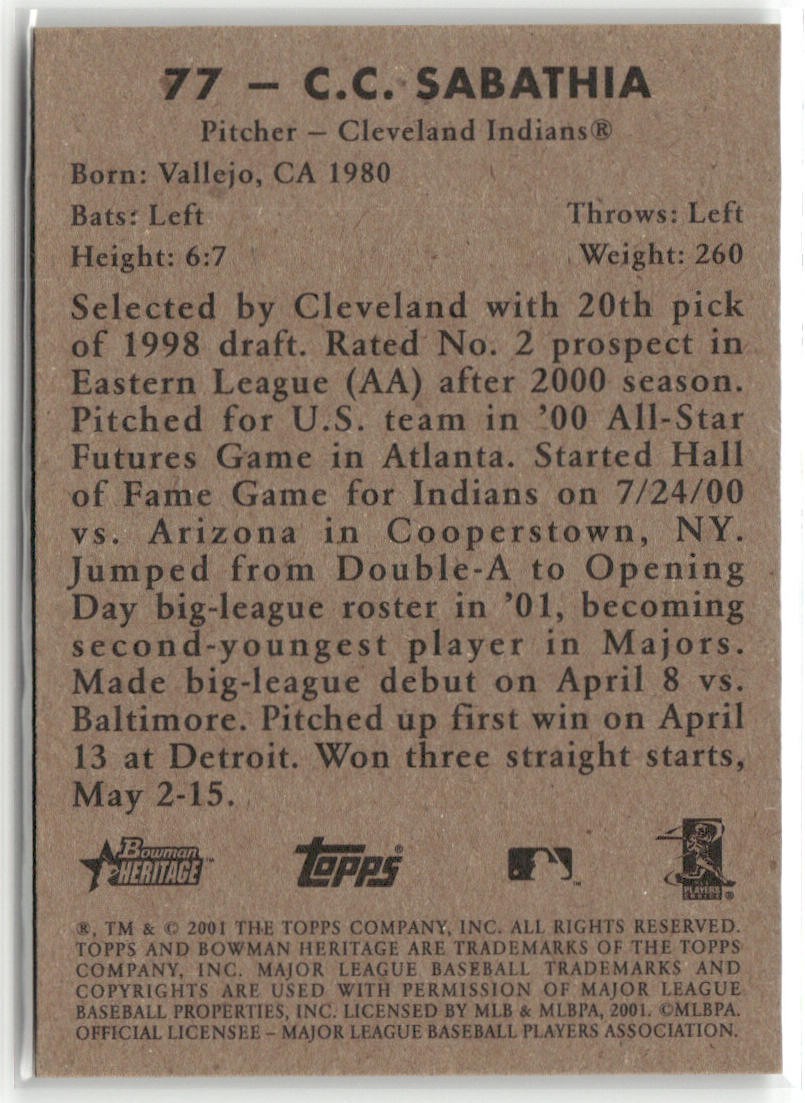 77 – C.C. SABATHIA
Pitcher – Cleveland Indians®
Born: Vallejo, CA 1980
Bats: Left Throws: Left
Height: 6:7 Weight: 260
Selected by Cleveland with 20th pick
of 1998 draft. Rated No. 2 prospect in
Eastern League (AA) after 2000 season.
Pitched for U.S. team in ’00 All-Star
Futures Game in Atlanta. Started Hall
of Fame Game for Indians on 7/24/00
vs. Arizona in Cooperstown, NY.
Jumped from Double-A to Opening
Day big-league roster in ’01, becoming
second-youngest player in Majors.
Made big-league debut on April 8 vs.
Baltimore. Pitched up first win on April
13 at Detroit. Won three straight starts,
May 2-15.
Bowman HERITAGE™ TOPPS® ™ PLAYERS CHOICE ®
®, TM & © 2001 THE TOPPS COMPANY, INC. ALL RIGHTS RESERVED.
TOPPS AND BOWMAN HERITAGE ARE TRADEMARKS OF THE TOPPS
COMPANY, INC. MAJOR LEAGUE BASEBALL TRADEMARKS AND
COPYRIGHTS ARE USED WITH PERMISSION OF MAJOR LEAGUE
BASEBALL PROPERTIES, INC. LICENSED BY MLB & MLBPA, 2001. ©MLBPA.
OFFICIAL LICENSEE – MAJOR LEAGUE BASEBALL PLAYERS ASSOCIATION.